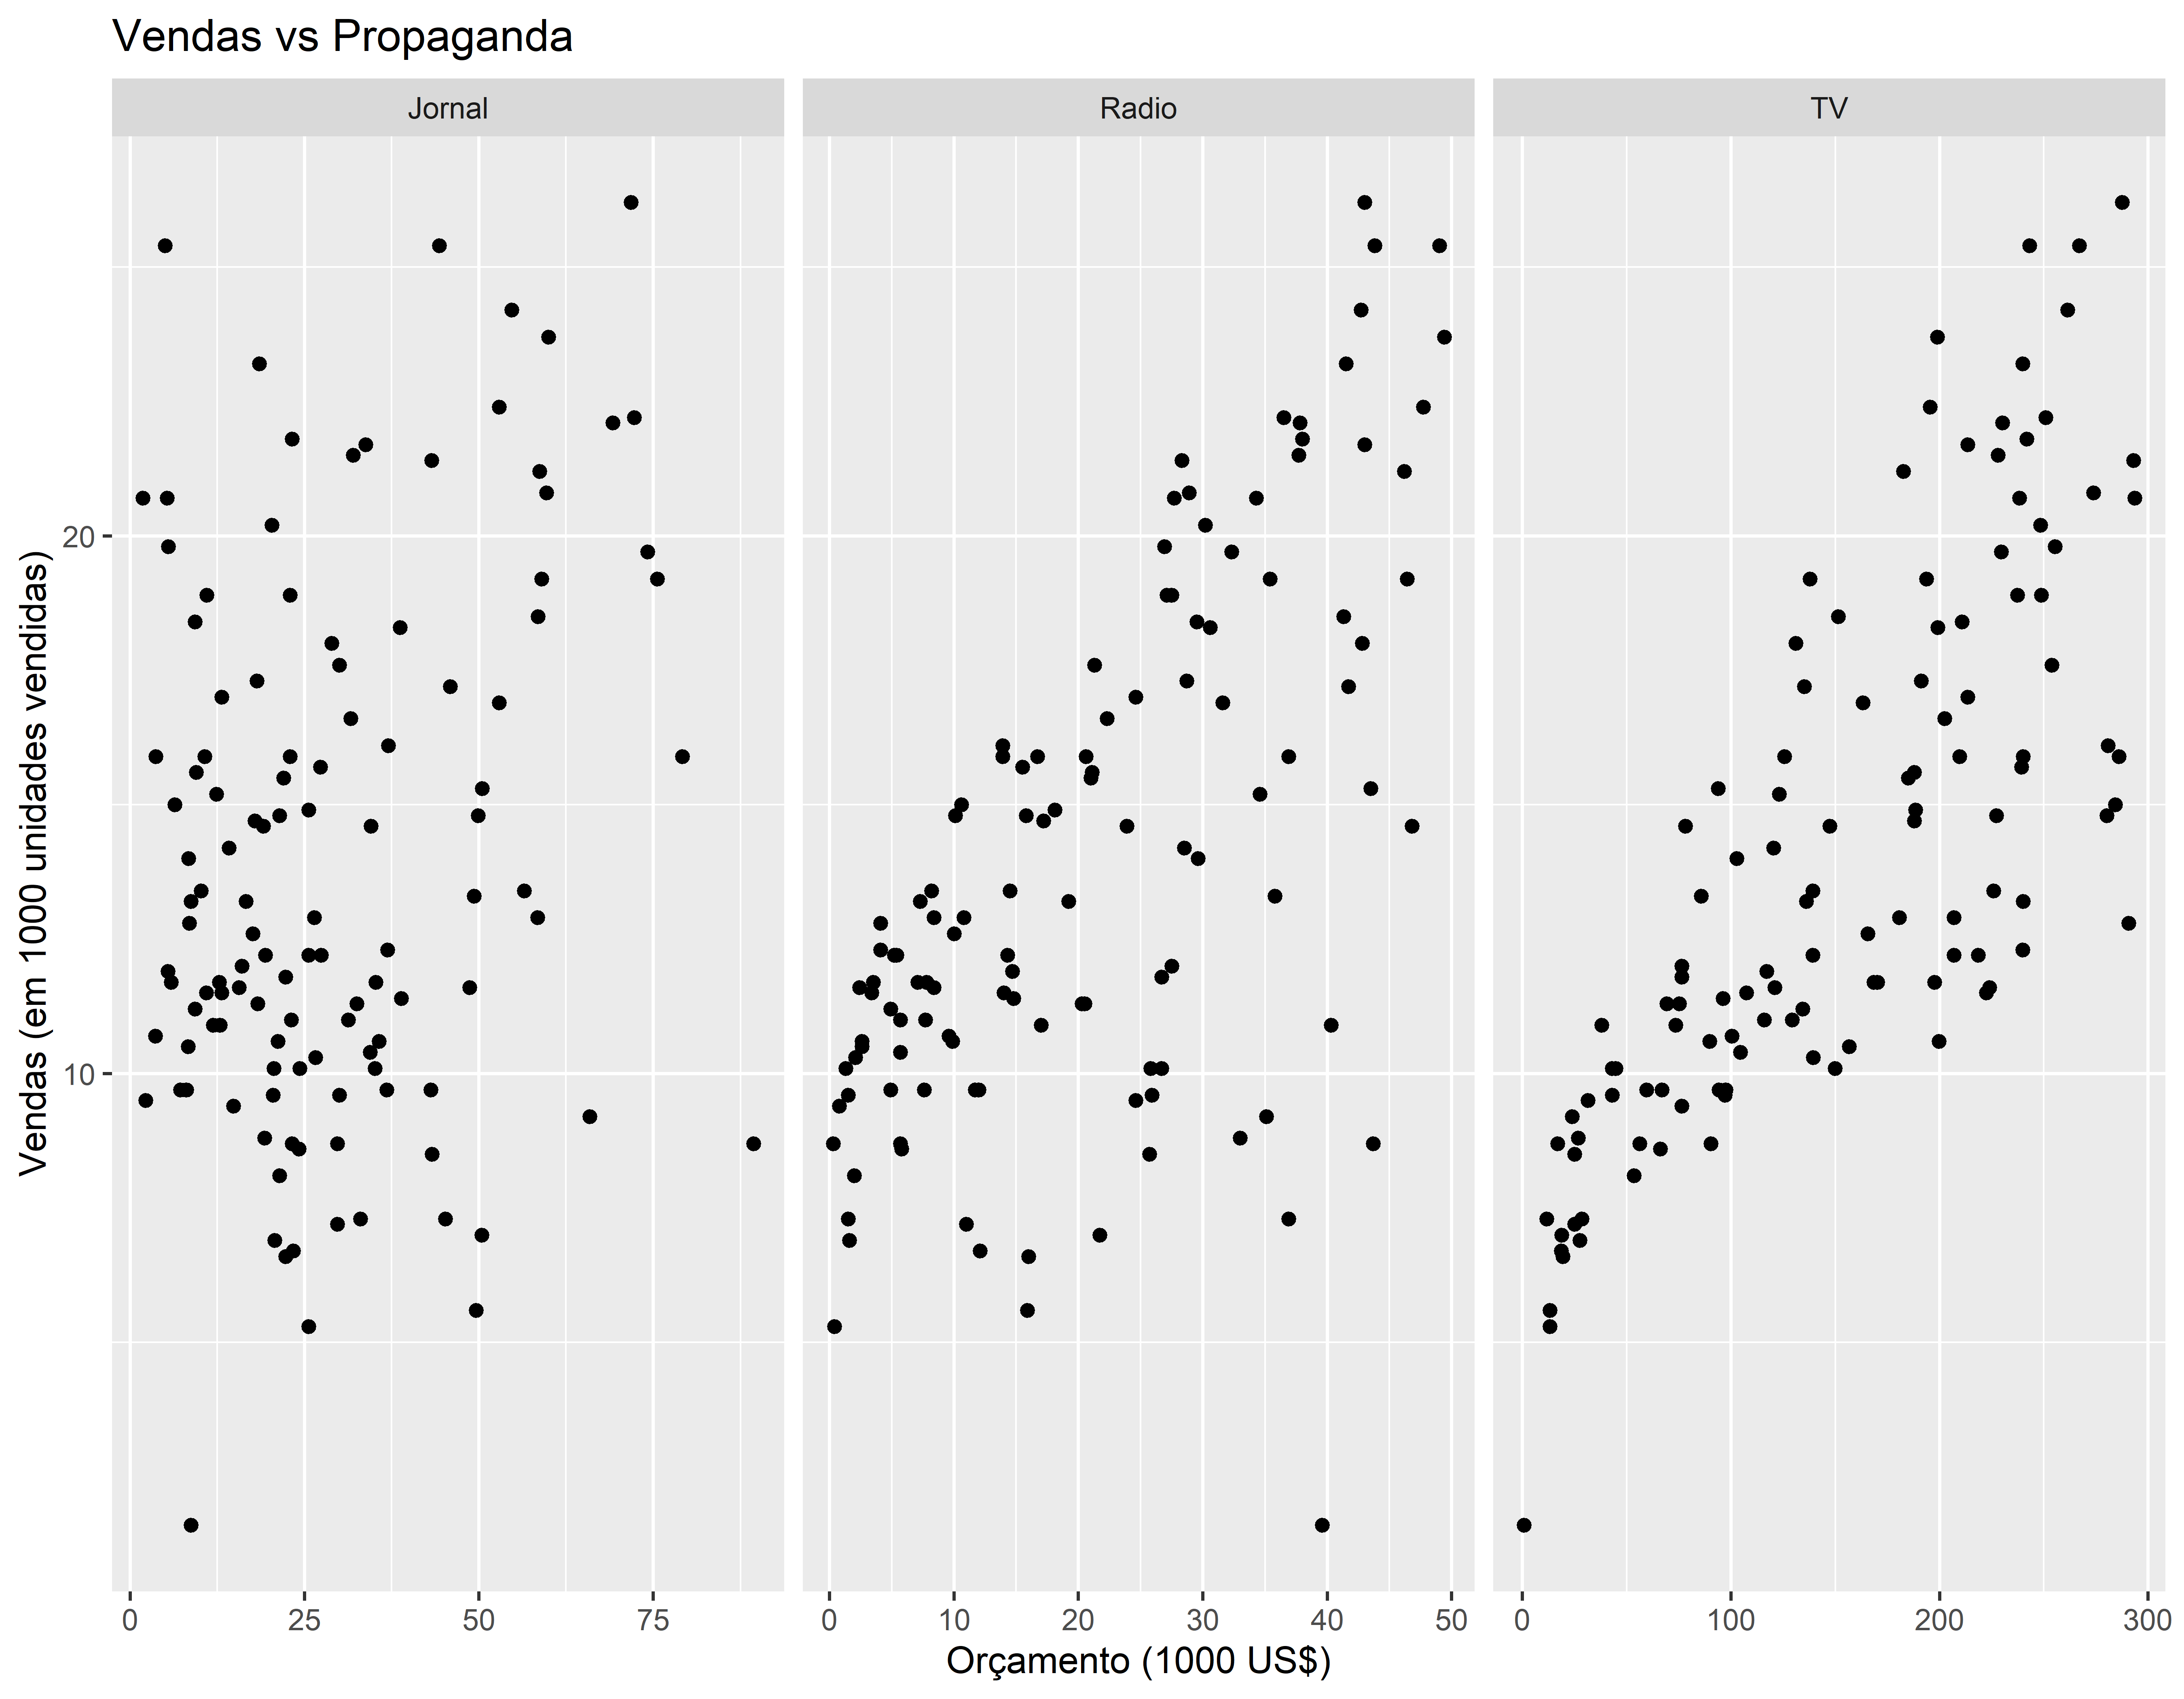 Vendas vs Propaganda
Jornal
Radio
TV
Vendas (em 1000 unidades vendidas)
20
10
0 25 50 75
0 10 20 30 40 50
0 100 200 300
Orçamento (1000 US$)